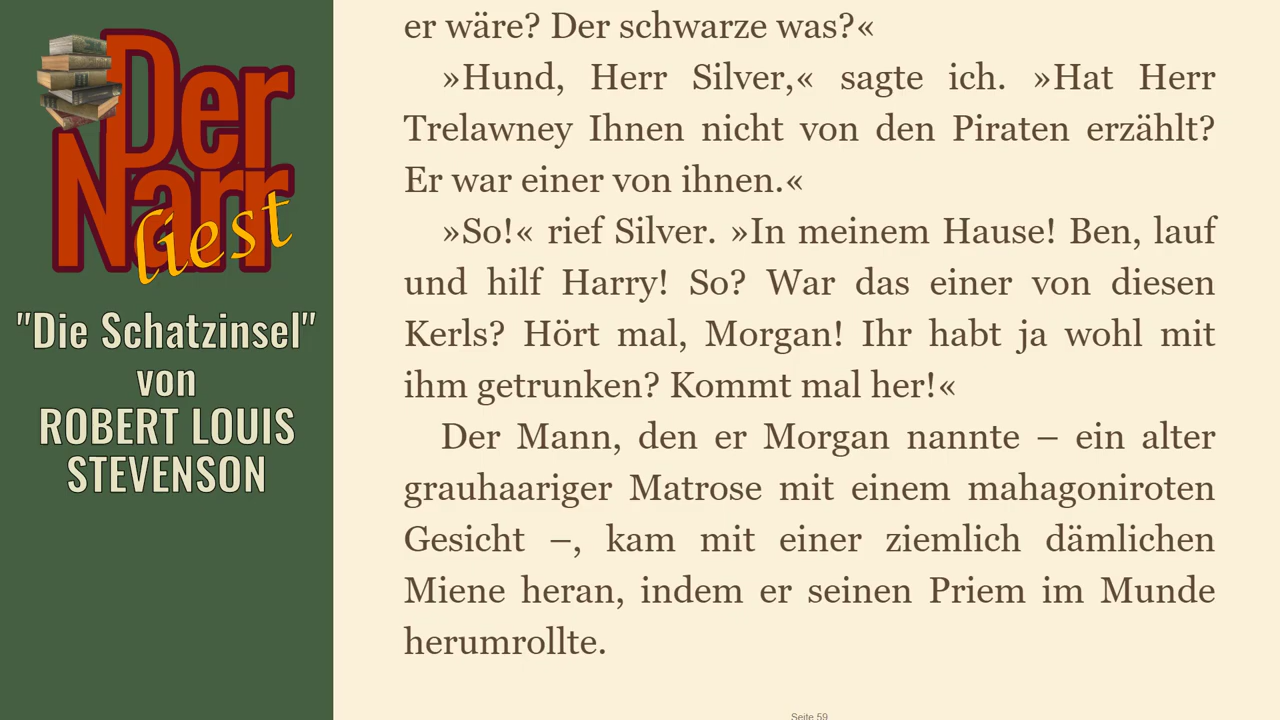 Der
Narr
liest
"Die Schatzinsel"
von
ROBERT LOUIS
STEVENSON
er wäre? Der schwarze was?«
»Hund, Herr Silver,« sagte ich. »Hat Herr
Trelawney Ihnen nicht von den Piraten erzählt?
Er war einer von ihnen.«
»So!« rief Silver. »In meinem Hause! Ben, lauf
und hilf Harry! So? War das einer von diesen
Kerls? Hört mal, Morgan! Ihr habt ja wohl mit
ihm getrunken? Kommt mal her!«
Der Mann, den er Morgan nannte – ein alter
grauhaariger Matrose mit einem mahagoniroten
Gesicht –, kam mit einer ziemlich dämlichen
Miene heran, indem er seinen Priem im Munde
herumrollte.
Seite 59